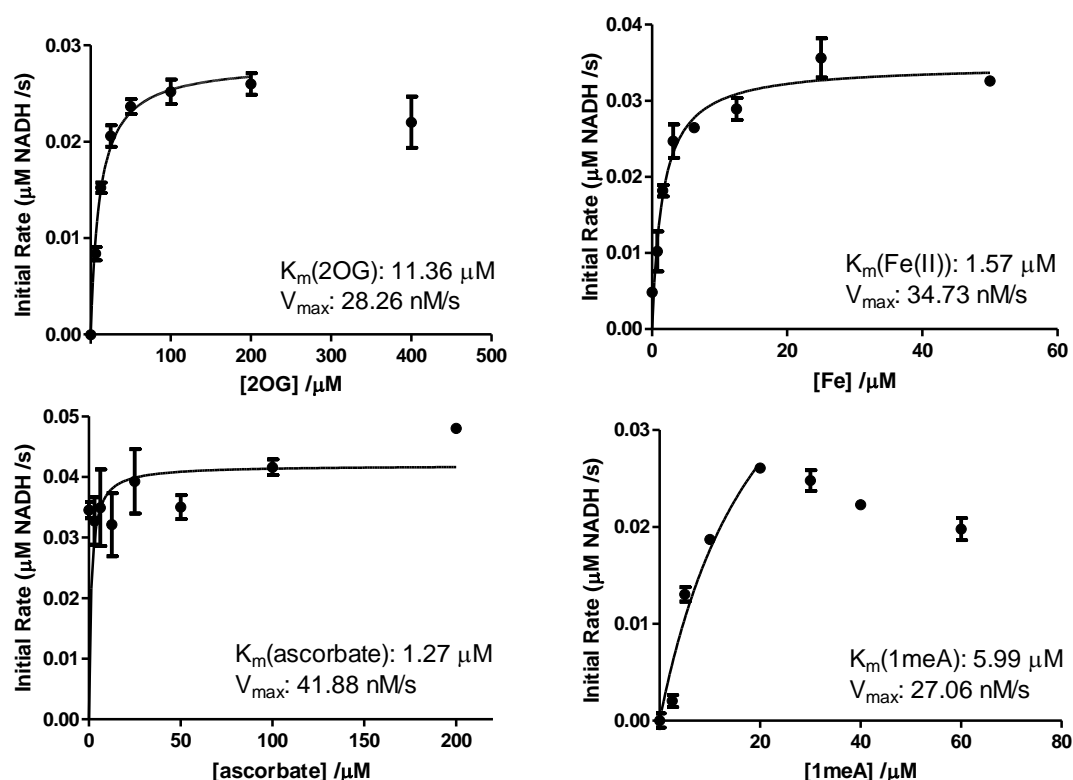 0.03
0.02
0.01
0.00
Initial Rate (μM NADH /s)
Km(2OG): 11.36 μM
Vmax: 28.26 nM/s
0 100 200 300 400 500
[2OG] /μM
0.04
0.03
0.02
0.01
0.00
Initial Rate (μM NADH /s)
Km(Fe(II)): 1.57 μM
Vmax: 34.73 nM/s
0 20 40 60
[Fe] /μM
0.05
0.04
0.03
0.02
0.01
0.00
Initial Rate (μM NADH /s)
Km(ascorbate): 1.27 μM
Vmax: 41.88 nM/s
0 50 100 150 200
[ascorbate] /μM
0.03
0.02
0.01
0.00
Initial Rate (μM NADH /s)
Km(1meA): 5.99 μM
Vmax: 27.06 nM/s
0 20 40 60 80
[1meA] /μM